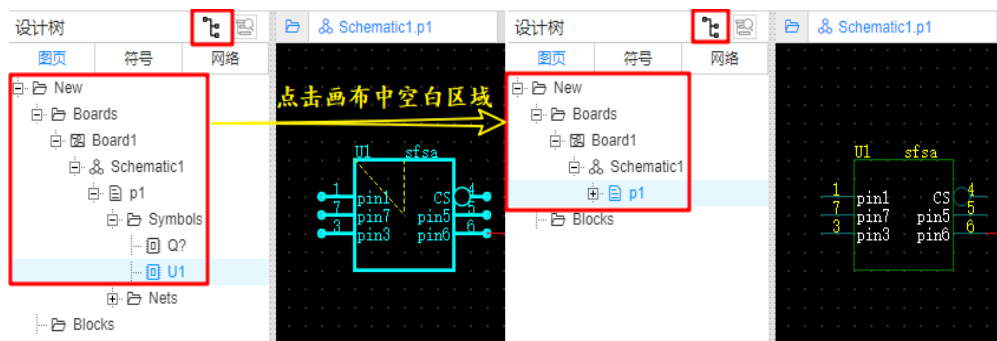 设计树
Schematic1.p1
图页 符号 网络
New
Boards
Board1
Schematic1
p1
Symbols
Q?
U1
Nets
Blocks
点击画布中空白区域
U1 sfsa
1 pin1 CS 4
7 pin7 pin5 5
3 pin3 pin6 6
设计树
Schematic1.p1
图页 符号 网络
New
Boards
Board1
Schematic1
p1
Blocks
U1 sfsa
1 pin1 CS 4
7 pin7 pin5 5
3 pin3 pin6 6